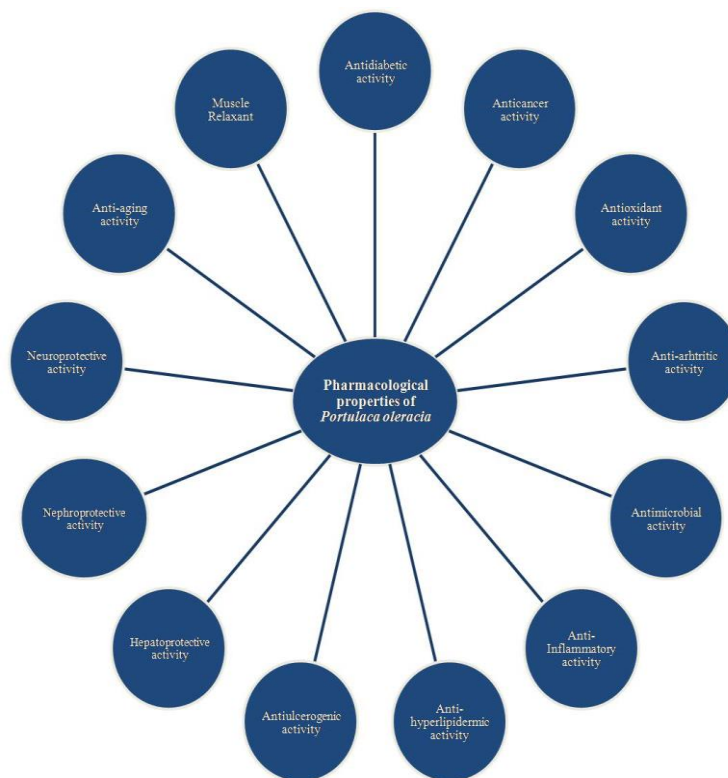 Antidiabetic
activity
Anticancer
activity
Antioxidant
activity
Anti-arhtritic
activity
Antimicrobial
activity
Anti-
Inflammatory
activity
Anti-
hyperlipidermic
activity
Antiulcerogenic
activity
Hepatoprotective
activity
Nephroprotective
activity
Neuroprotective
activity
Anti-aging
activity
Muscle
Relaxant
Pharmacological
properties of
Portulaca oleracia